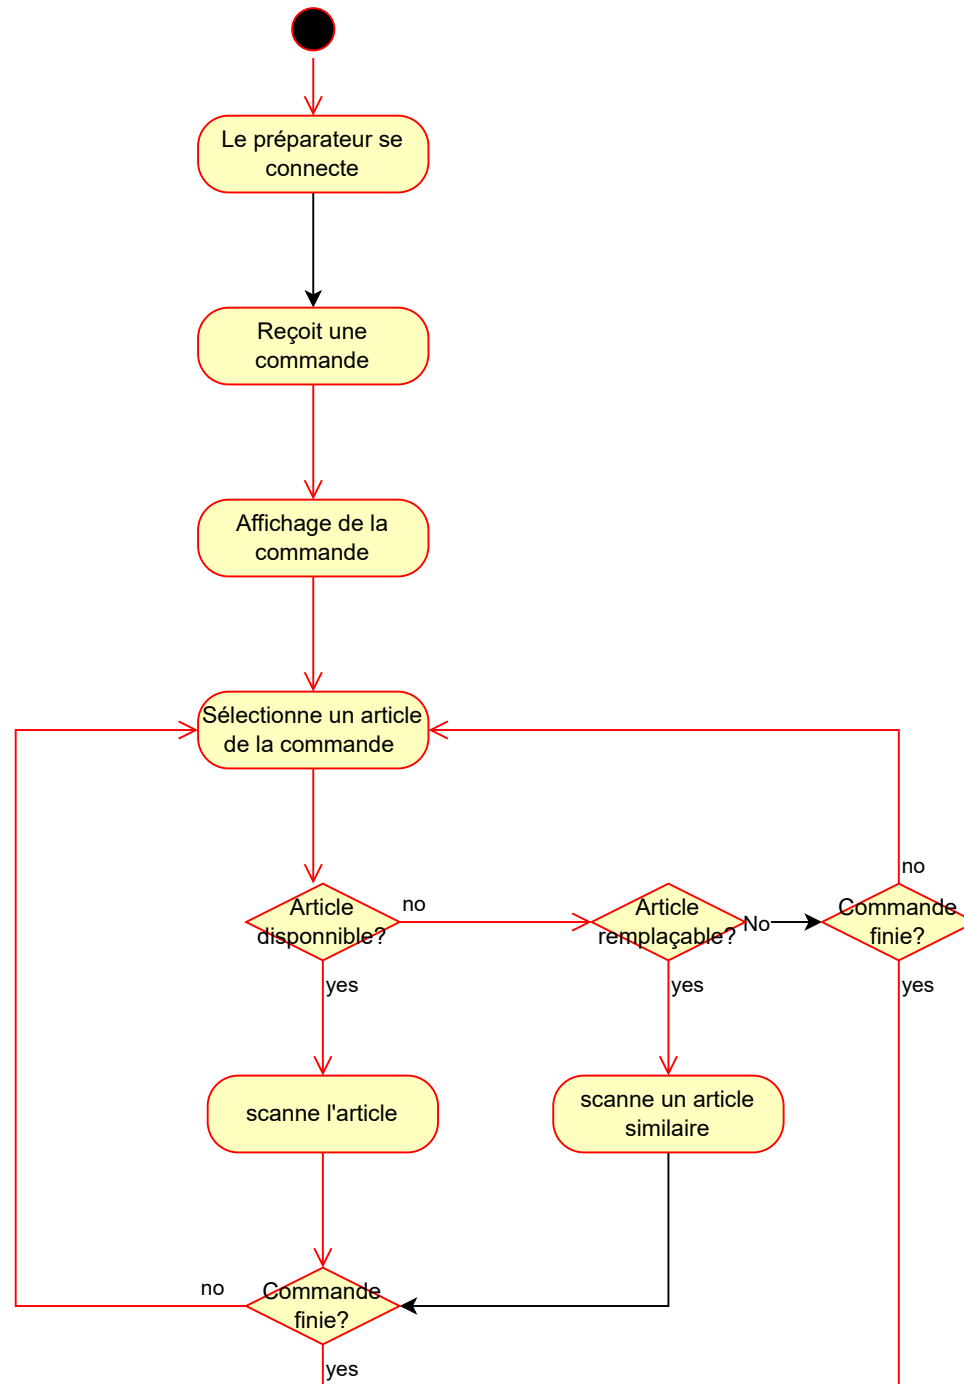 Le préparateur se
connecte
Reçoit une
commande
Affichage de la
commande
Sélectionne un article
de la commande
no
Article
disponnible?
no
Article
remplaçable?
No
Commande
finie?
yes
yes
yes
scanne l'article
scanne un article
similaire
no
Commande
finie?
yes